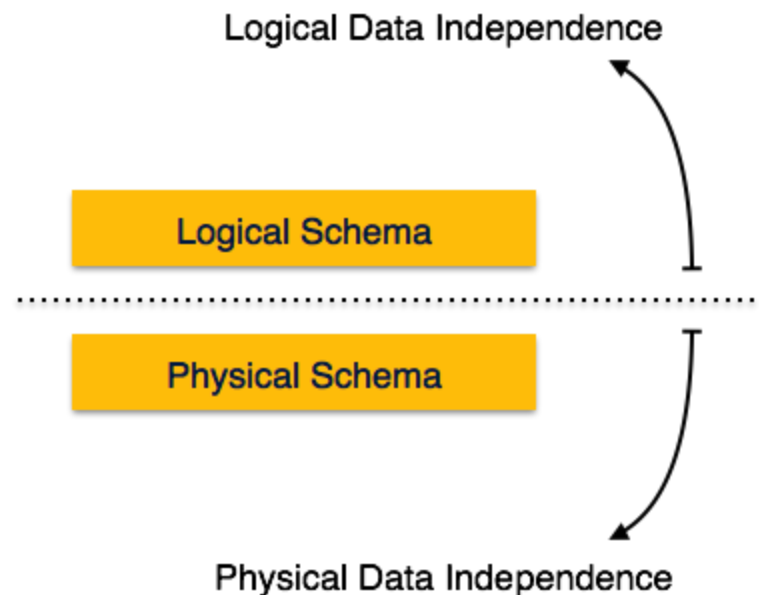 Logical Data Independence
Logical Schema
Physical Schema
Physical Data Independence